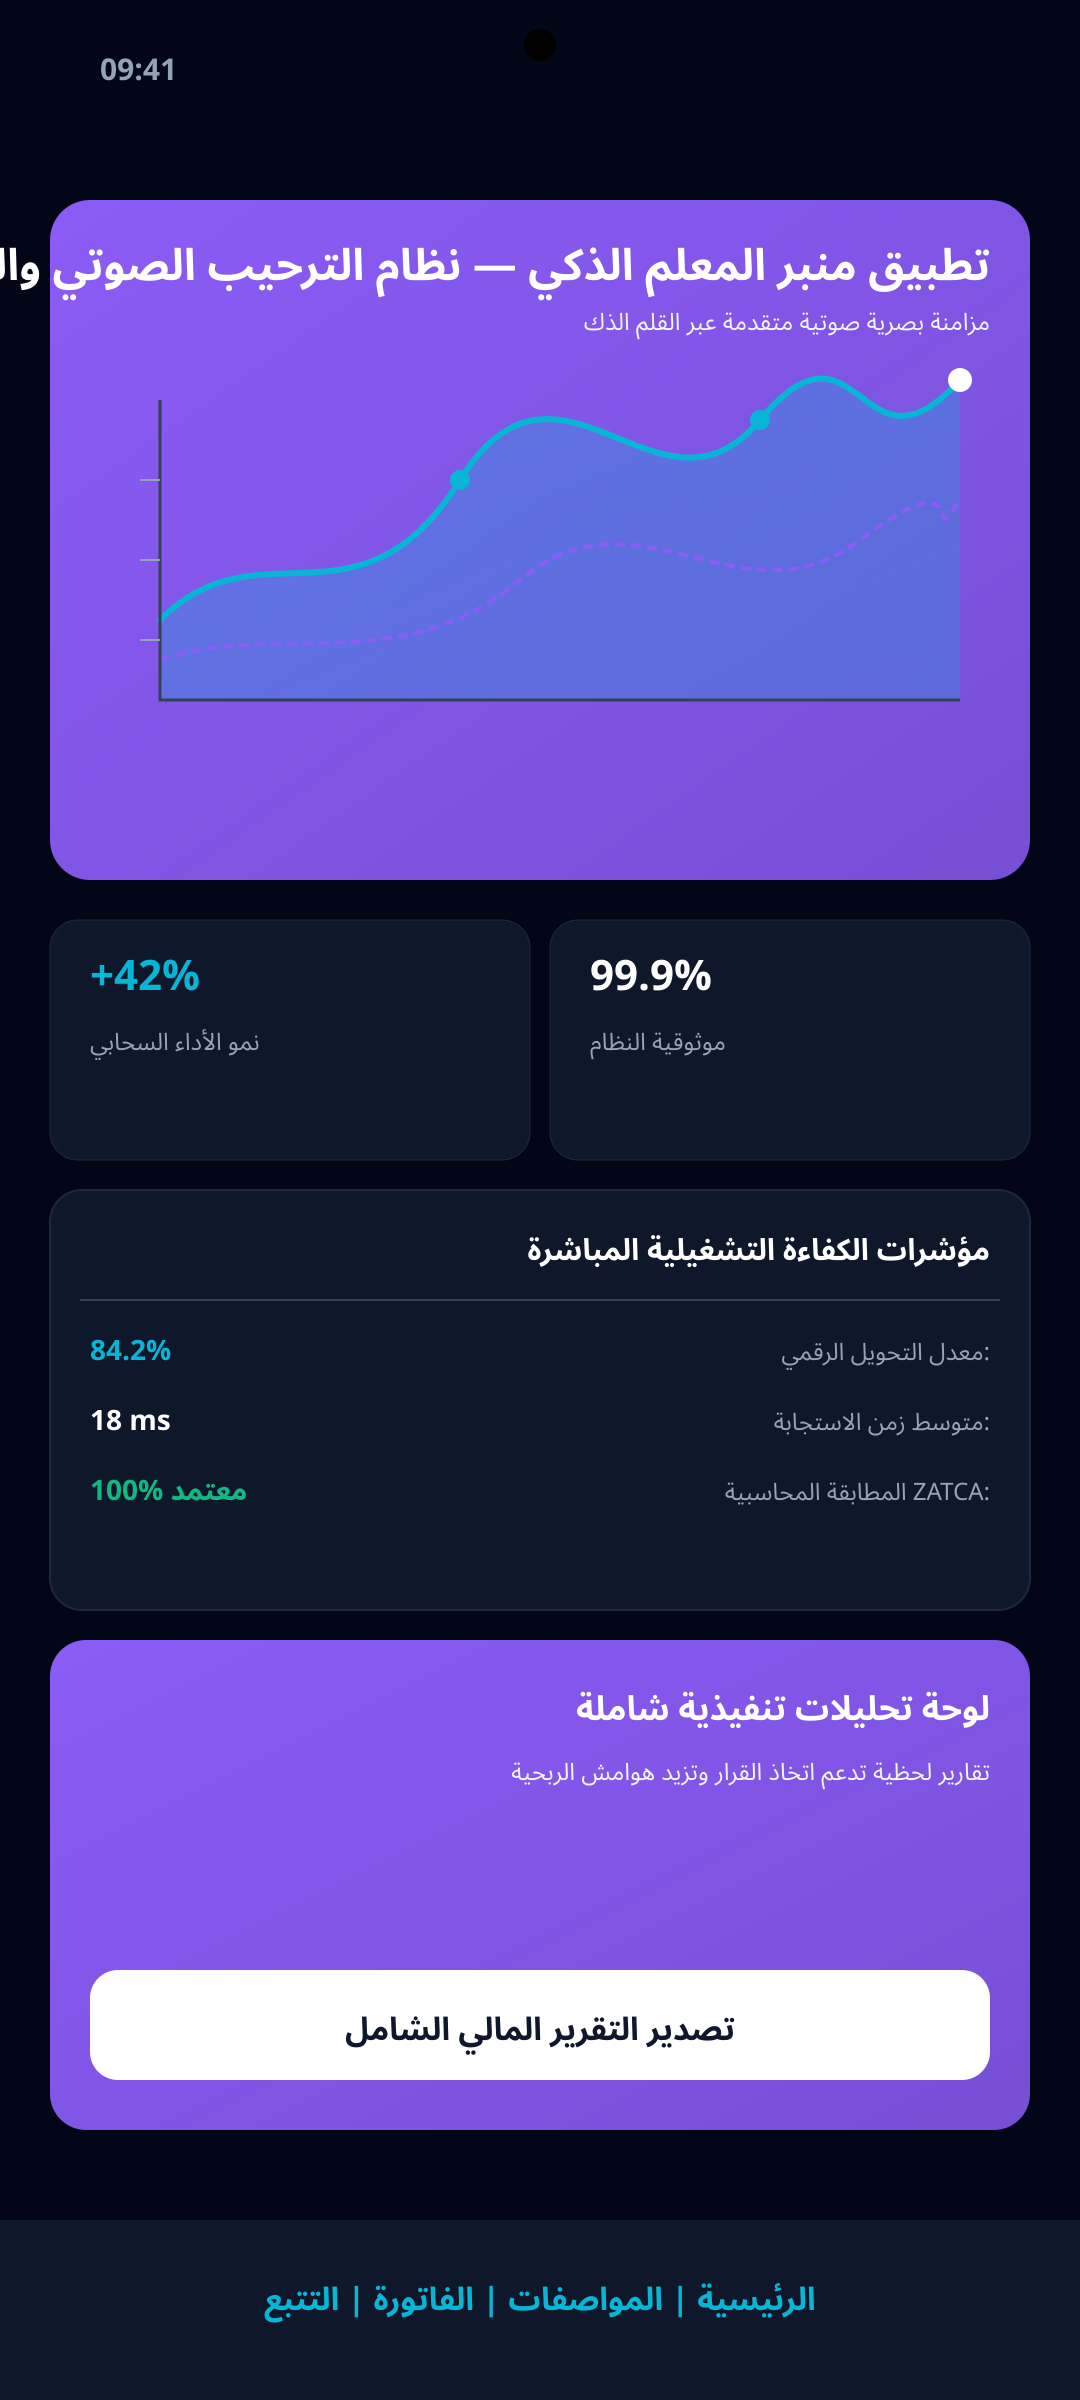 09:41
تطبيق منبر المعلم الذكي — نظام الترحيب الصوتي
مزامنة بصرية صوتية متقدمة عبر القلم الذك
99.9%
موثوقية النظام
+42%
نمو الأداء السحابي
مؤشرات الكفاءة التشغيلية المباشرة
معدل التحويل الرقمي:
84.2%
متوسط زمن الاستجابة:
18 ms
المطابقة المحاسبية ZATCA:
100% معتمد
لوحة تحليلات تنفيذية شاملة
تقارير لحظية تدعم اتخاذ القرار وتزيد هوامش الربحية
تصدير التقرير المالي الشامل
الرئيسية | المواصفات | الفاتورة | التتبع